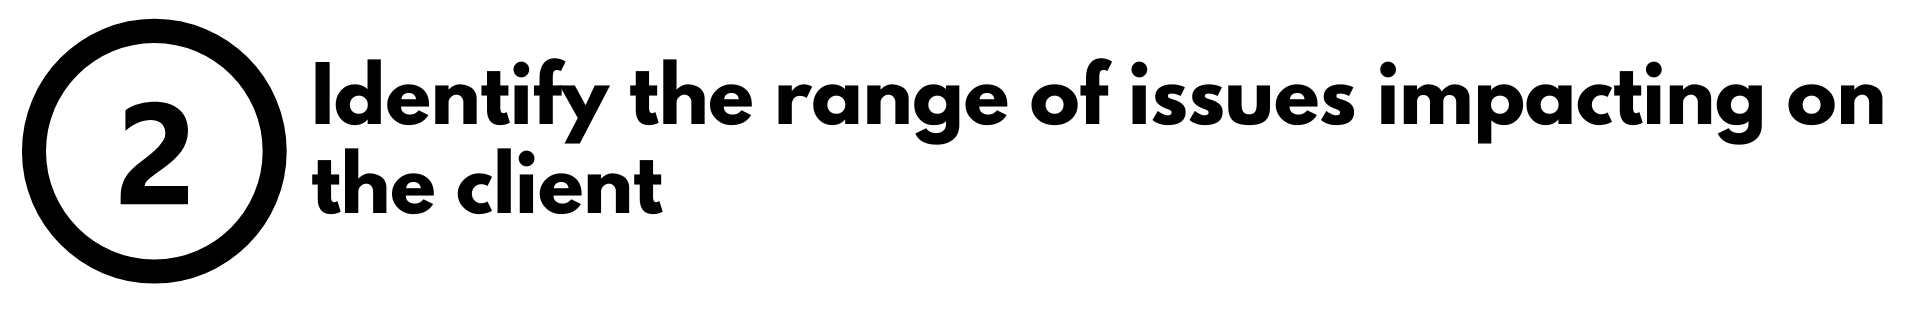 2
Identify the range of issues impacting on
the client